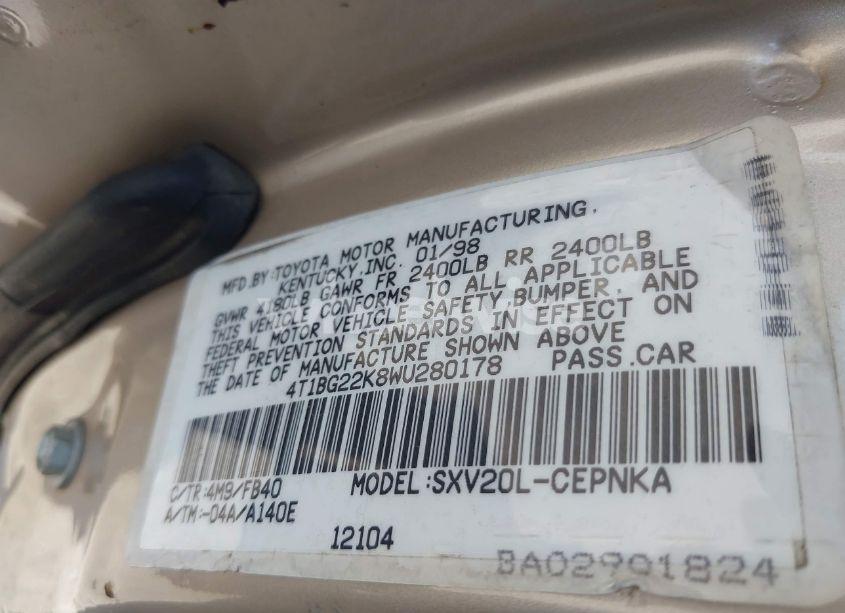 MFD.BY:TOYOTA MOTOR MANUFACTURING,
KENTUCKY,INC. 01/98
GVWR 4180LB GAWR FR 2400LB RR 2400LB
THIS VEHICLE CONFORMS TO ALL APPLICABLE
FEDERAL MOTOR VEHICLE SAFETY,BUMPER, AND
THEFT PREVENTION STANDARDS IN EFFECT ON
THE DATE OF MANUFACTURE SHOWN ABOVE
4T1BG22K8WU280178 PASS.CAR
C/TR:4M9/FB40 MODEL:SXV20L-CEPNKA
A/TM:-04A/A140E
12104
BA02901824